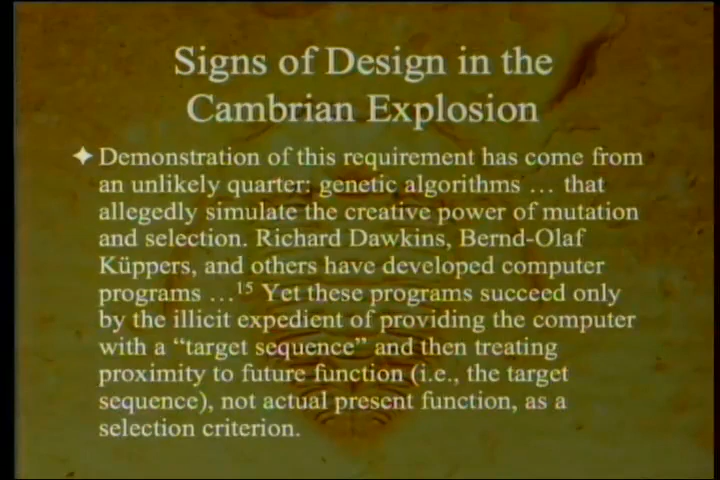 Signs of Design in the
Cambrian Explosion
✦ Demonstration of this requirement has come from
an unlikely quarter: genetic algorithms … that
allegedly simulate the creative power of mutation
and selection. Richard Dawkins, Bernd-Olaf
Küppers, and others have developed computer
programs …¹⁵ Yet these programs succeed only
by the illicit expedient of providing the computer
with a “target sequence” and then treating
proximity to future function (i.e., the target
sequence), not actual present function, as a
selection criterion.